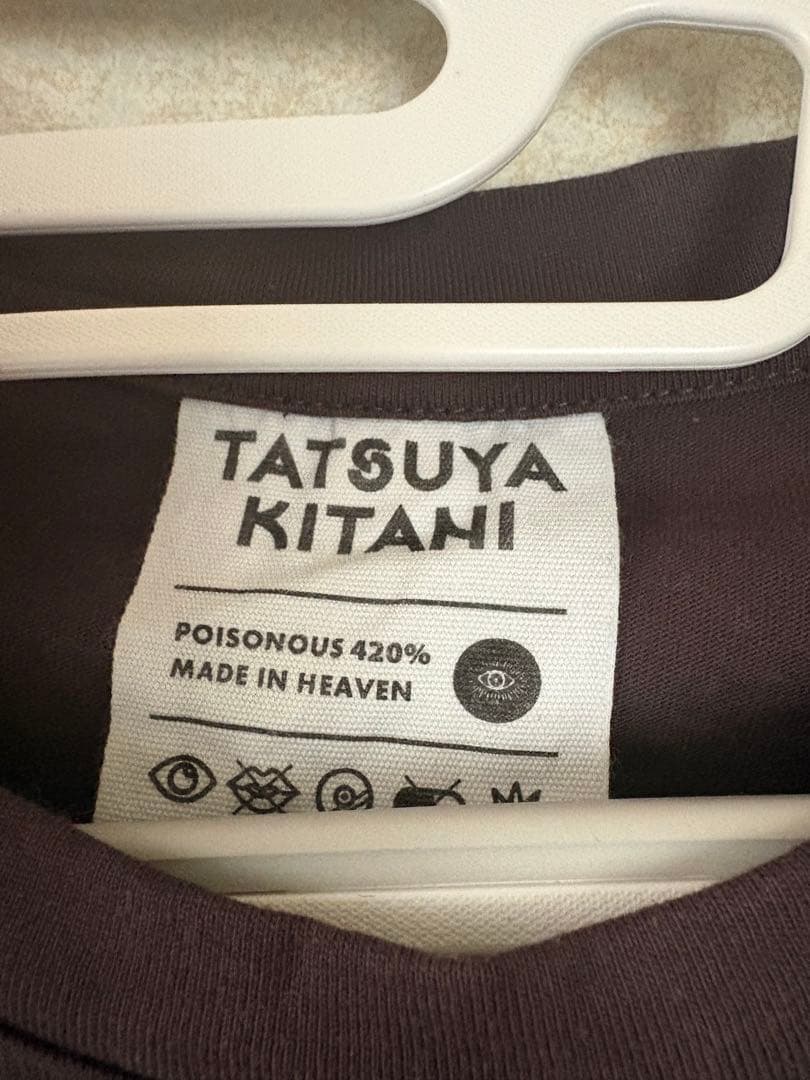 TATSUYA
KITANI
POISONOUS 420%
MADE IN HEAVEN